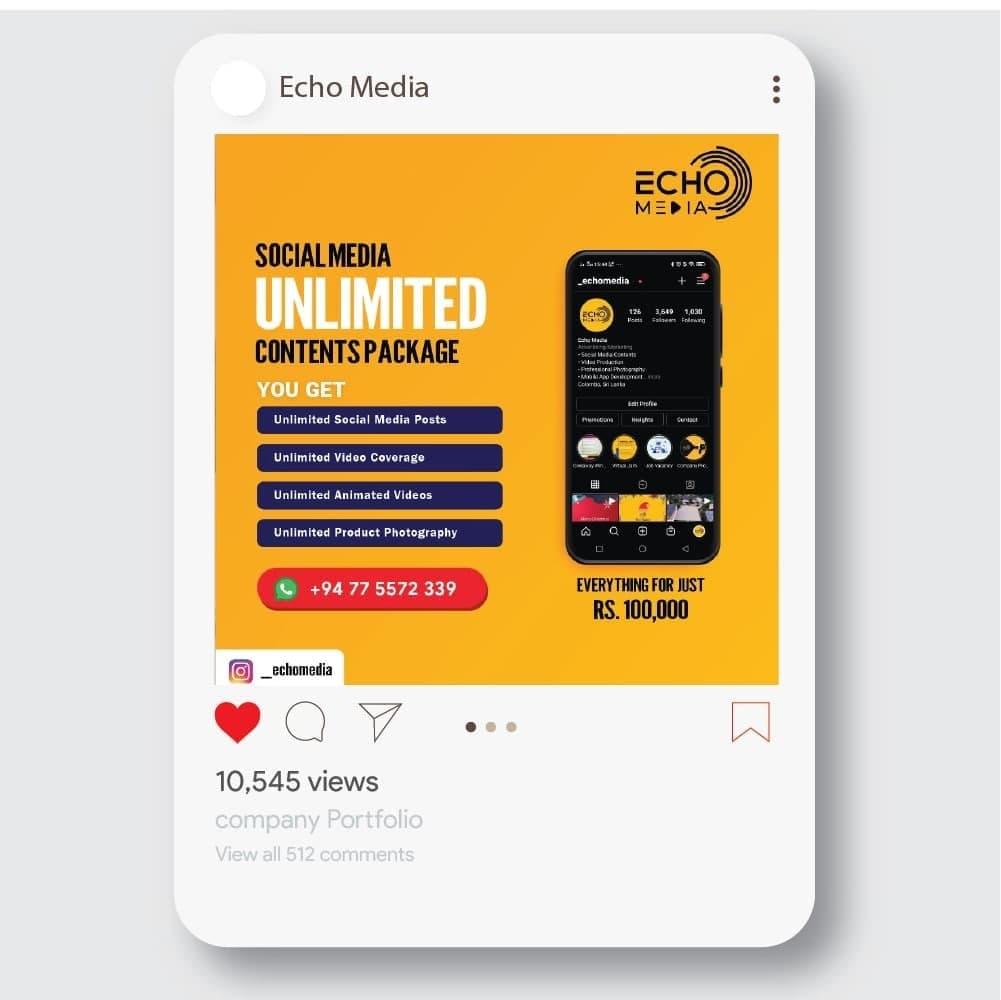 Echo Media
ECHO
MEDIA
SOCIAL MEDIA
UNLIMITED
CONTENTS PACKAGE
YOU GET
Unlimited Social Media Posts
Unlimited Video Coverage
Unlimited Animated Videos
Unlimited Product Photography
+94 77 5572 339
_echomedia
_echomedia
126 3,649 1,030
Posts Followers Following
Echo Media
Advertising/Marketing
• Social Media Contents
• Video Production
• Professional Photography
• Mobile App Development... more
Colombo, Sri Lanka
Edit Profile
Promotions Insights Contact
Job Vacancy
EVERYTHING FOR JUST
RS. 100,000
10,545 views
company Portfolio
View all 512 comments